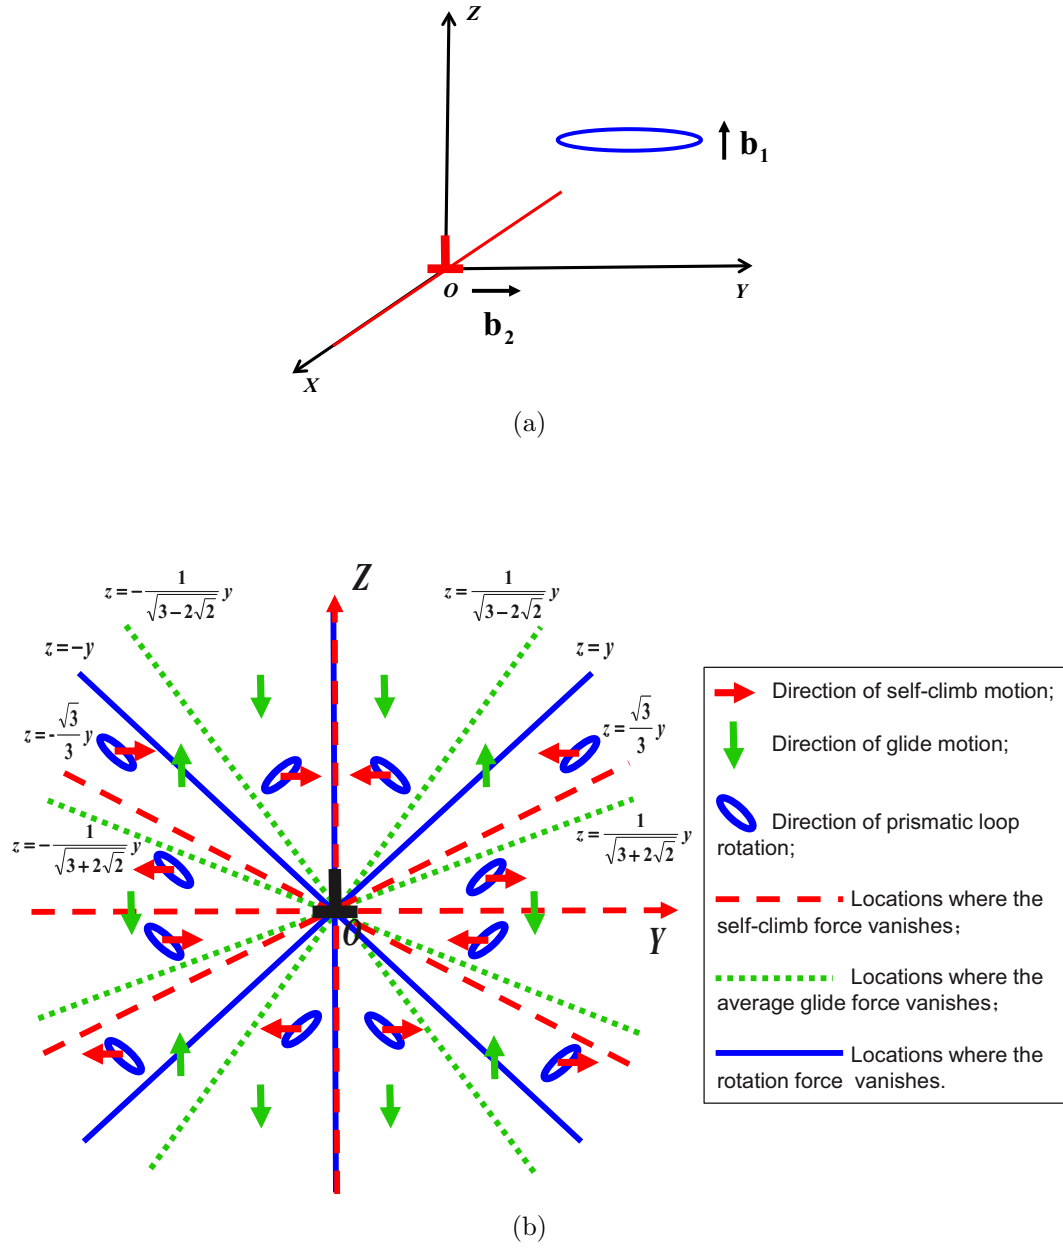 Z
b₁
O
Y
b₂
X
(a)
z = -1/√(3-2√2) y
Z
z = 1/√(3-2√2) y
z = -y
z = y
z = -√3/3 y
z = √3/3 y
z = -1/√(3+2√2) y
z = 1/√(3+2√2) y
O
Y
Direction of self-climb motion;
Direction of glide motion;
Direction of prismatic loop
rotation;
Locations where the
self-climb force vanishes;
Locations where the
average glide force vanishes;
Locations where the
rotation force vanishes.
(b)